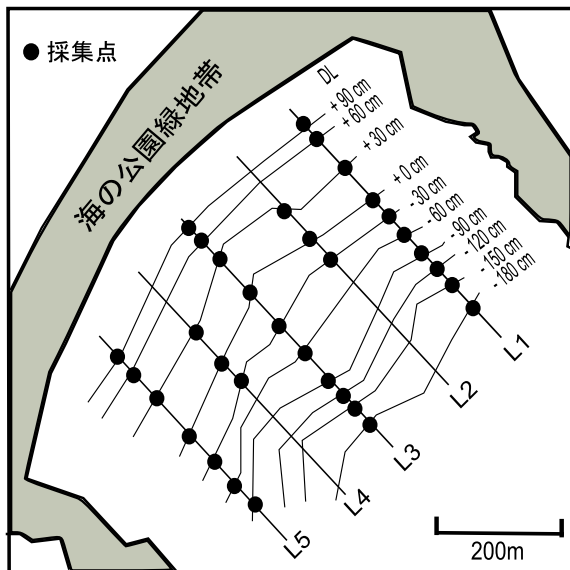 ● 採集点
海の公園緑地帯
DL
+ 90 cm
+ 60 cm
+ 30 cm
+ 0 cm
- 30 cm
- 60 cm
- 90 cm
- 120 cm
- 150 cm
- 180 cm
L1
L2
L3
L4
L5
200m